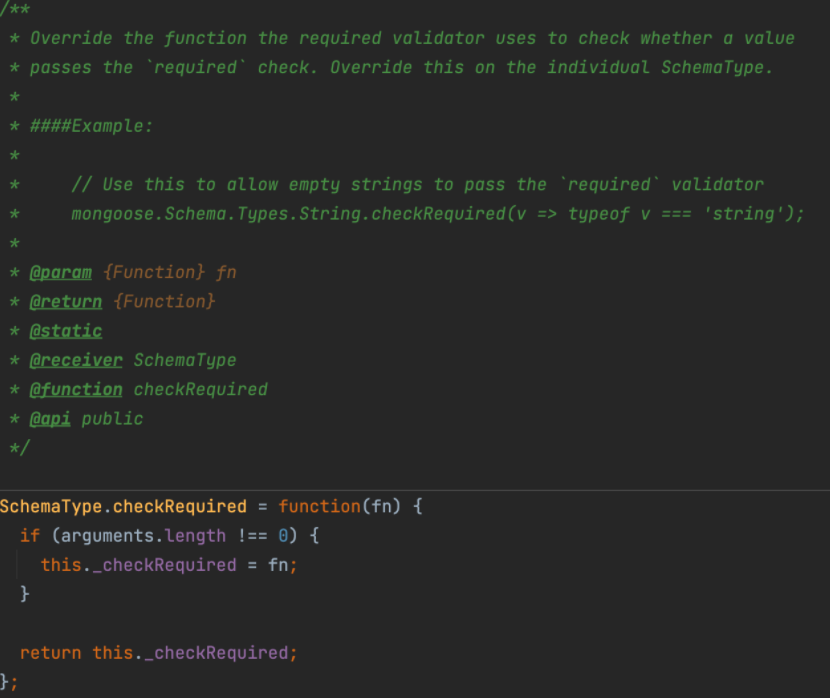 /**
 * Override the function the required validator uses to check whether a value
 * passes the `required` check. Override this on the individual SchemaType.
 *
 * ####Example:
 *
 *     // Use this to allow empty strings to pass the `required` validator
 *     mongoose.Schema.Types.String.checkRequired(v => typeof v === 'string');
 *
 * @param {Function} fn
 * @return {Function}
 * @static
 * @receiver SchemaType
 * @function checkRequired
 * @api public
 */
SchemaType.checkRequired = function(fn) {
  if (arguments.length !== 0) {
    this._checkRequired = fn;
  }
  return this._checkRequired;
};